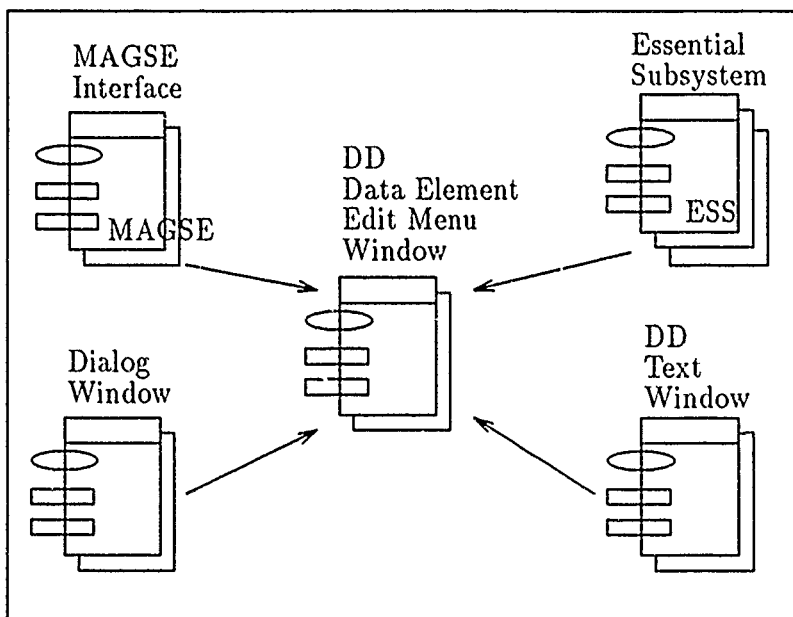 MAGSE
Interface
MAGSE
Essential
Subsystem
ESS
DD
Data Element
Edit Menu
Window
Dialog
Window
DD
Text
Window